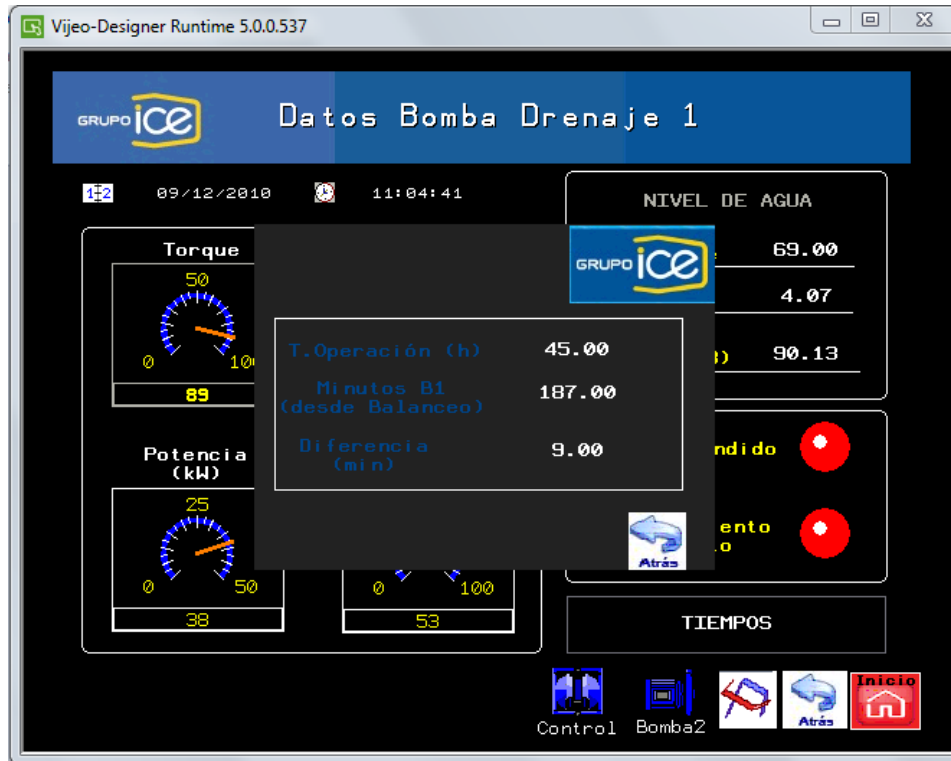 Vijeo-Designer Runtime 5.0.0.537
GRUPO ice
Datos Bomba Drenaje 1
1 2 09/12/2010 11:04:41
NIVEL DE AGUA
69.00
4.07
90.13
Torque
50
0
89
GRUPO ice
T.Operación (h) 45.00
Minutos B1
(desde Balanceo)
187.00
Diferencia
(min)
9.00
Atrás
Potencia
(kW)
25
0 50
38
0 100
53
ndido
ento
o
TIEMPOS
Control
Bomba2
Atrás
Inicio